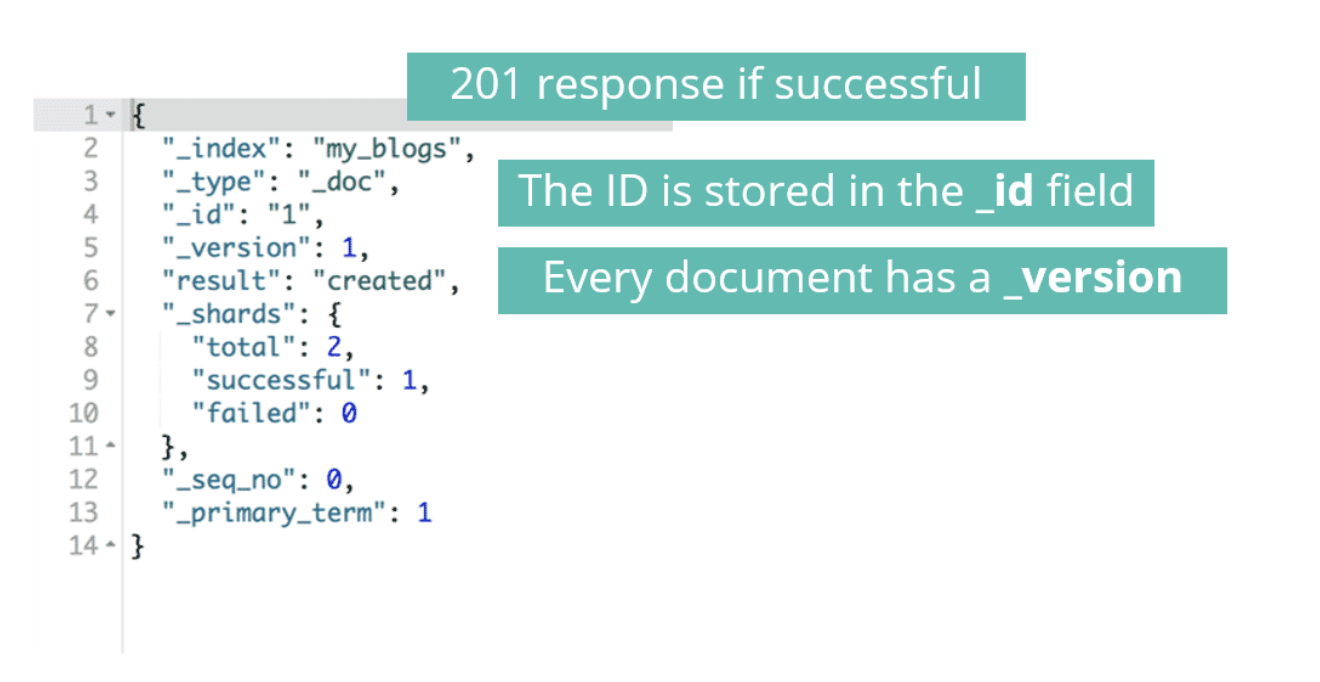 201 response if successful
1 {
2 "_index": "my_blogs",
3 "_type": "_doc",
The ID is stored in the _id field
4 "_id": "1",
5 "_version": 1,
6 "result": "created",
Every document has a _version
7 "_shards": {
8 "total": 2,
9 "successful": 1,
10 "failed": 0
11 },
12 "_seq_no": 0,
13 "_primary_term": 1
14 }